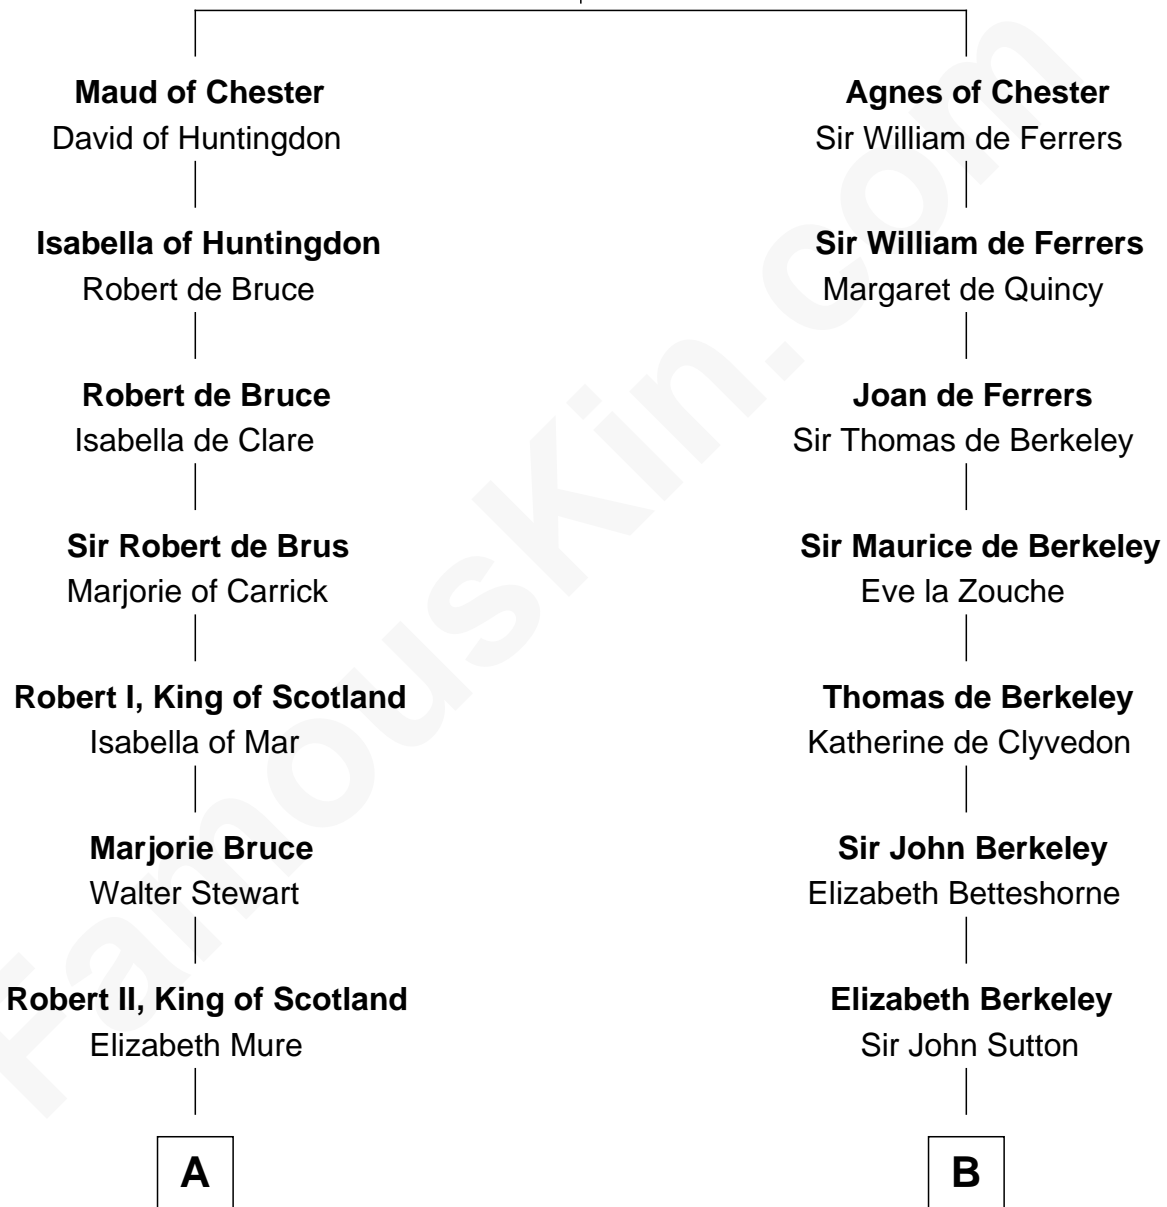 Maud of Chester
David of Huntingdon
Isabella of Huntingdon
Robert de Bruce
Robert de Bruce
Isabella de Clare
Sir Robert de Brus
Marjorie of Carrick
Robert I, King of Scotland
Isabella of Mar
Marjorie Bruce
Walter Stewart
Robert II, King of Scotland
Elizabeth Mure
A
Agnes of Chester
Sir William de Ferrers
Sir William de Ferrers
Margaret de Quincy
Joan de Ferrers
Sir Thomas de Berkeley
Sir Maurice de Berkeley
Eve la Zouche
Thomas de Berkeley
Katherine de Clyvedon
Sir John Berkeley
Elizabeth Betteshorne
Elizabeth Berkeley
Sir John Sutton
B
FamousKin.com